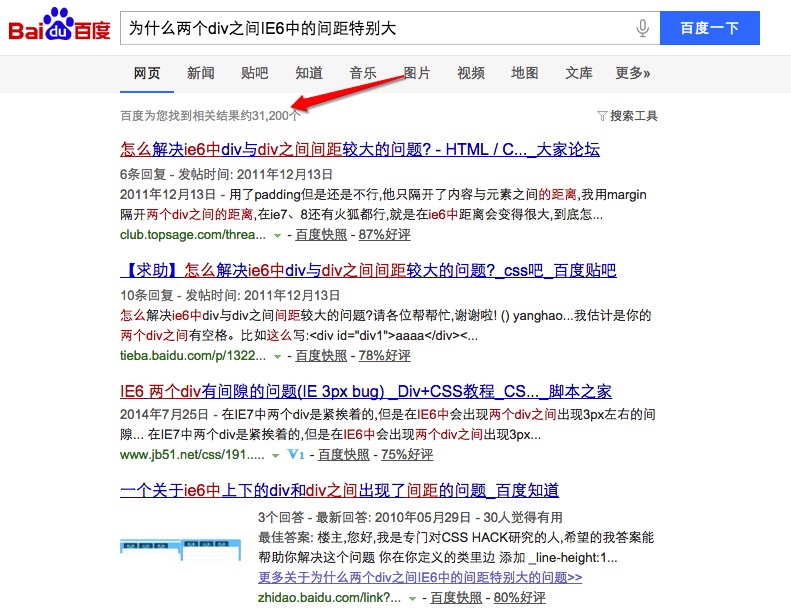 Bai du 百度 为什么两个div之间IE6中的间距特别大 百度一下
网页 新闻 贴吧 知道 音乐 图片 视频 地图 文库 更多»
百度为您找到相关结果约31,200个 搜索工具
怎么解决ie6中div与div之间间距较大的问题? - HTML / C..._大家论坛
6条回复 - 发帖时间: 2011年12月13日
2011年12月13日 - 用了padding但是还是不行,他只隔开了内容与元素之间的距离,我用margin
隔开两个div之间的距离,在ie7、8还有火狐都行,就是在ie6中距离会变得很大,到底怎...
club.topsage.com/threa... - 百度快照 - 87%好评
【求助】怎么解决ie6中div与div之间间距较大的问题?_css吧_百度贴吧
10条回复 - 发帖时间: 2011年12月13日
怎么解决ie6中div与div之间间距较大的问题?请各位帮帮忙,谢谢啦! () yanghao...我估计是你的
两个div之间有空格。比如这么写:<div id="div1">aaaa</div><...
tieba.baidu.com/p/1322... - 百度快照 - 78%好评
IE6 两个div有间隙的问题(IE 3px bug) _Div+CSS教程_CS..._脚本之家
2014年7月25日 - 在IE7中两个div是紧挨着的,但是在IE6中会出现两个div之间出现3px左右的间
隙... 在IE7中两个div是紧挨着的,但是在IE6中会出现两个div之间出现3px...
www.jb51.net/css/191..... V1 - 百度快照 - 75%好评
一个关于ie6中上下的div和div之间出现了间距的问题_百度知道
3个回答 - 最新回答: 2010年05月29日 - 30人觉得有用
最佳答案: 楼主,您好,我是专门对CSS HACK研究的人,希望的我答案能
帮助你解决这个问题 你在你定义的类里边 添加 _line-height:1...
更多关于为什么两个div之间IE6中的间距特别大的问题>>
zhidao.baidu.com/link?... - 百度快照 - 80%好评